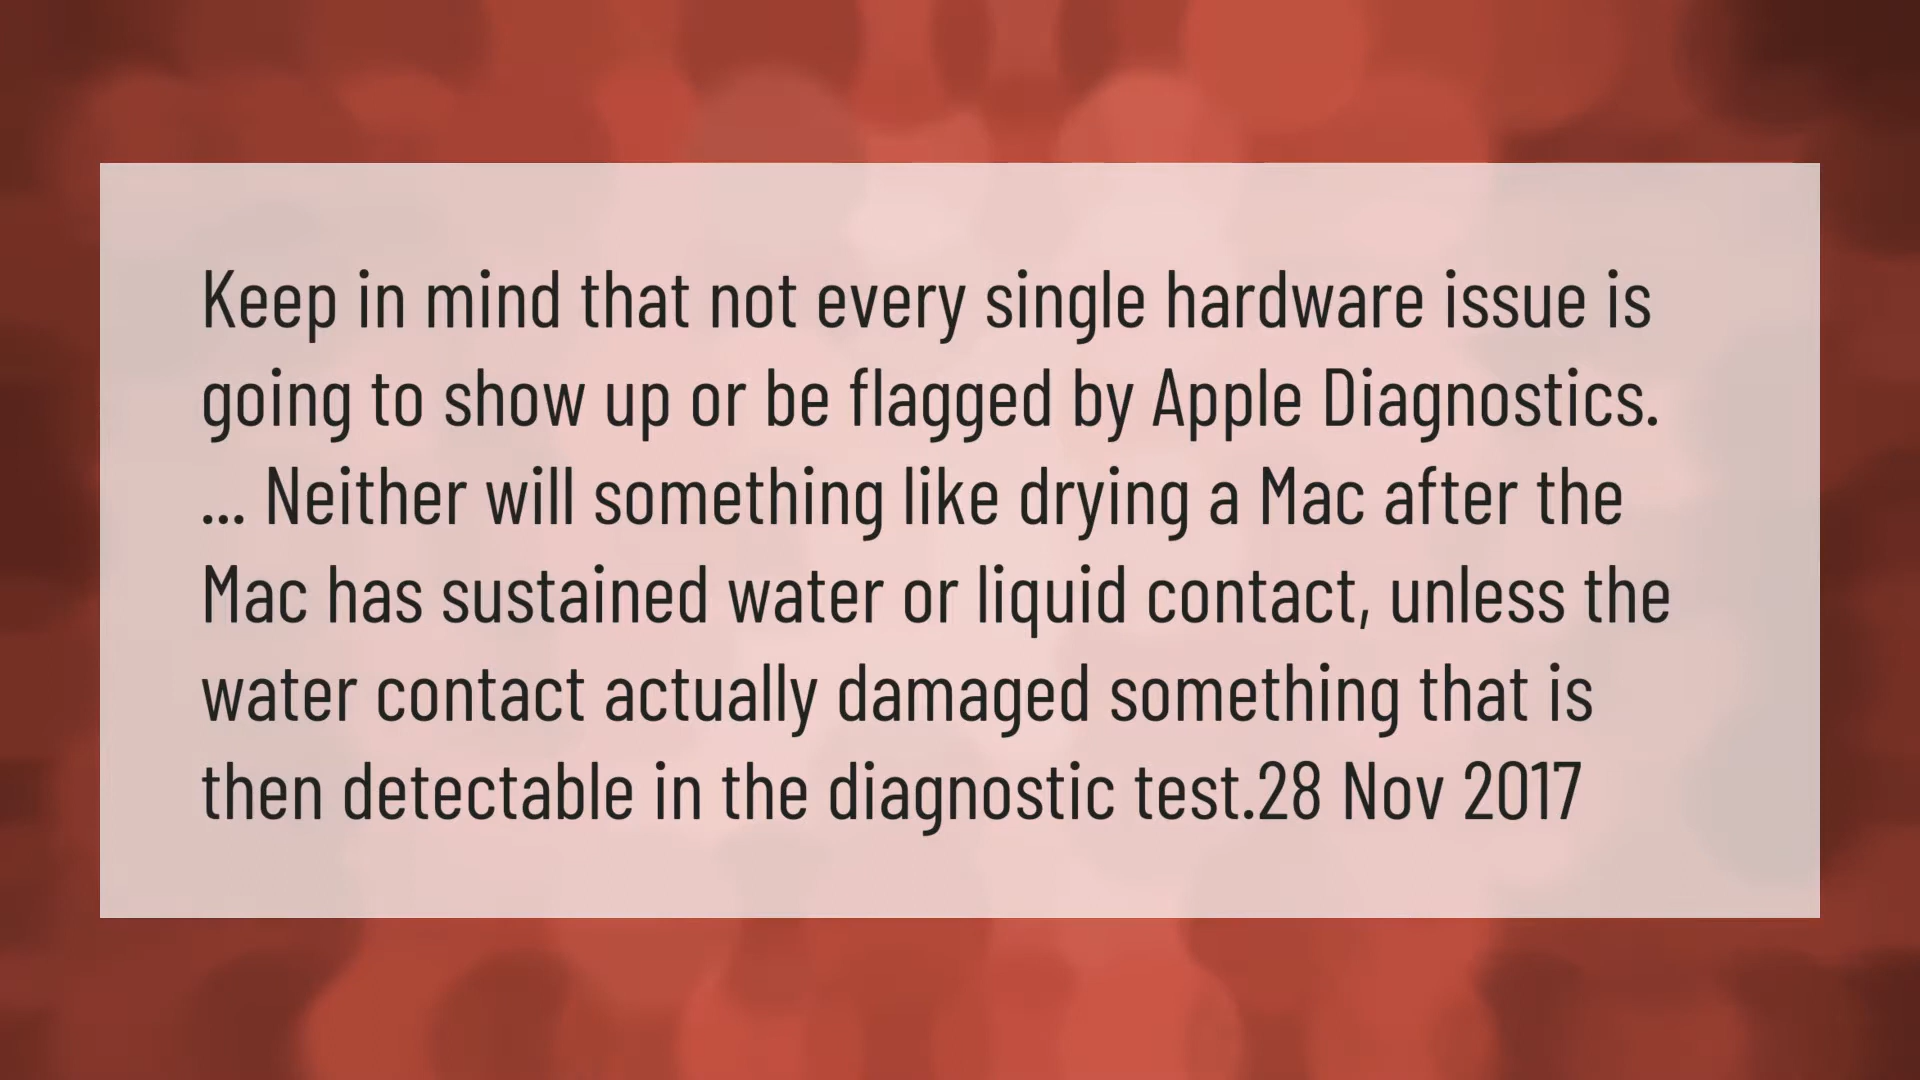 Keep in mind that not every single hardware issue is
going to show up or be flagged by Apple Diagnostics.
... Neither will something like drying a Mac after the
Mac has sustained water or liquid contact, unless the
water contact actually damaged something that is
then detectable in the diagnostic test.28 Nov 2017